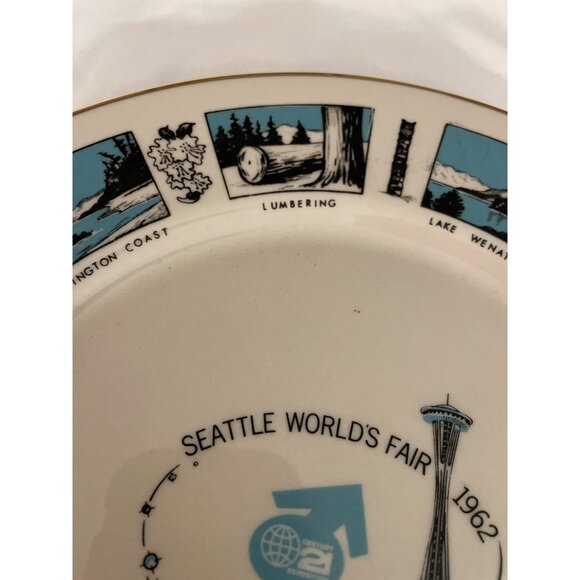 INGTON COAST
LUMBERING
LAKE WENAT
SEATTLE WORLD'S FAIR
1962
CENTURY
21
EXPOSITION